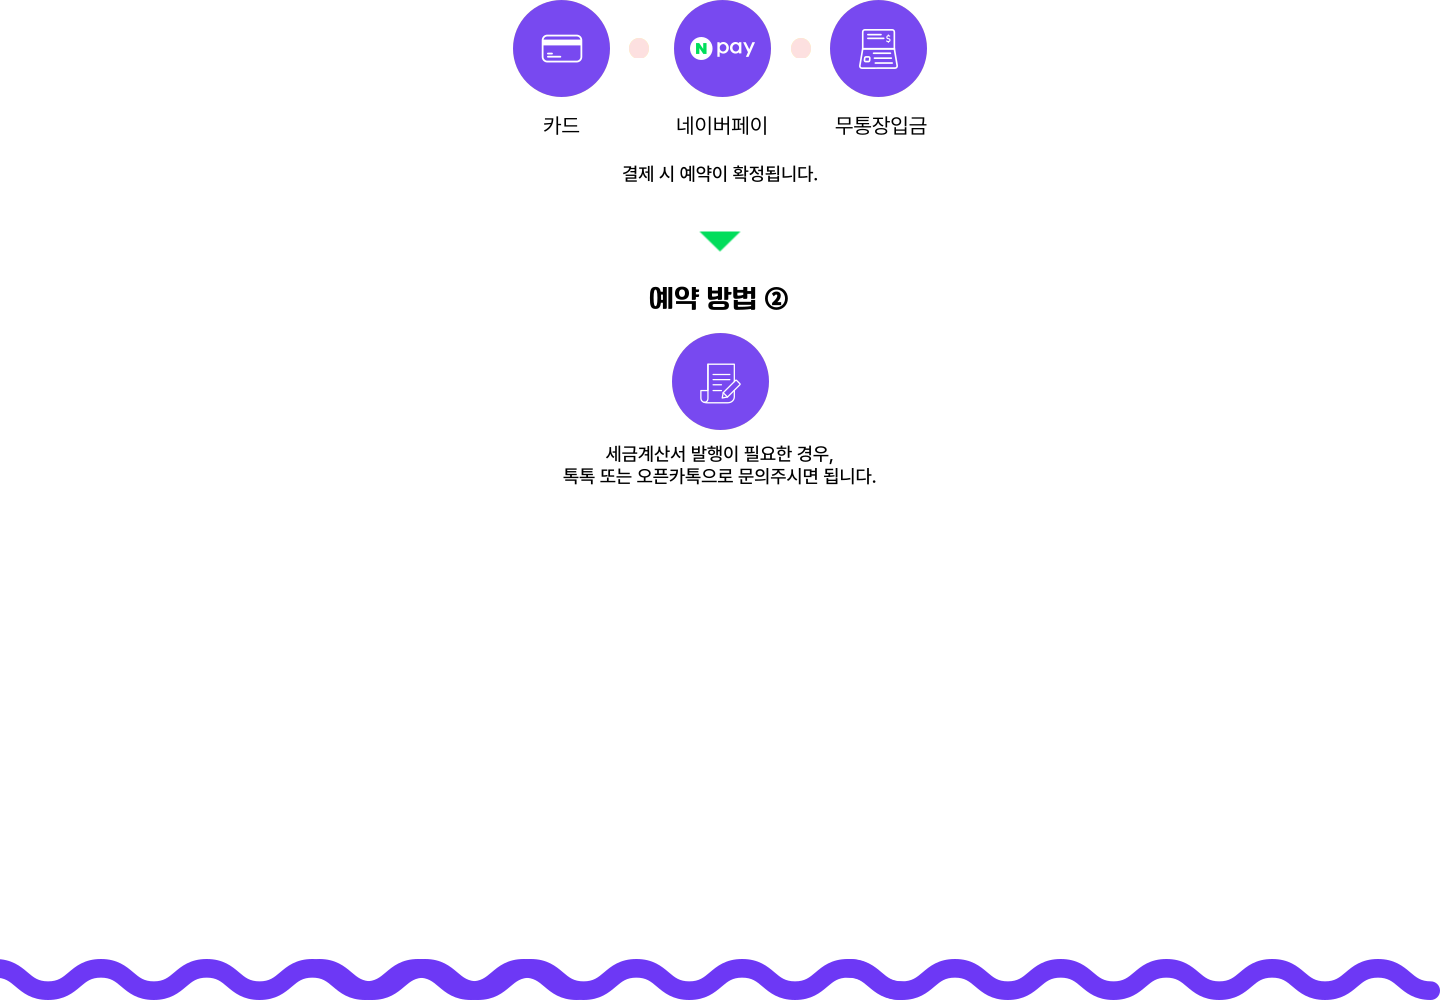 N pay
카드
네이버페이
무통장입금
결제 시 예약이 확정됩니다.
예약 방법 ②
세금계산서 발행이 필요한 경우,
톡톡 또는 오픈카톡으로 문의주시면 됩니다.